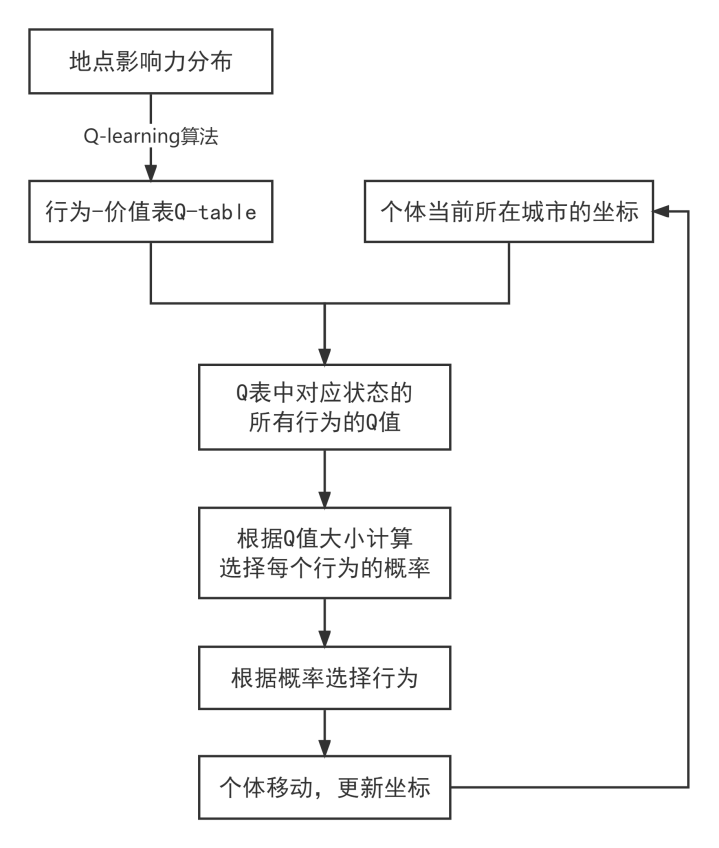 地点影响力分布
Q-learning算法
行为-价值表Q-table
个体当前所在城市的坐标
Q表中对应状态的
所有行为的Q值
根据Q值大小计算
选择每个行为的概率
根据概率选择行为
个体移动，更新坐标